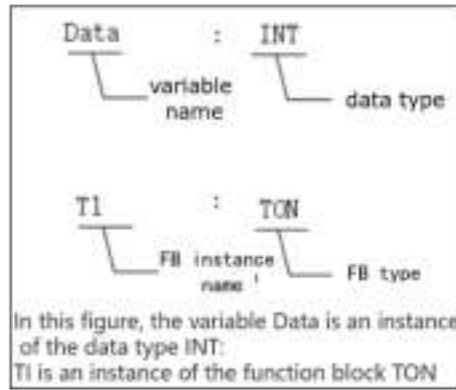 Data : INT
variable
name
data type
T1 : TON
FB instance
name !
FB type
In this figure, the variable Data is an instance
of the data type INT:
TI is an instance of the function block TON